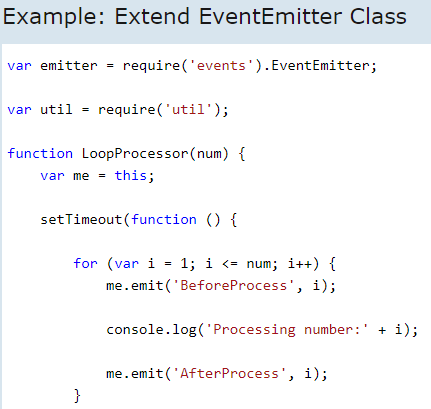 Example: Extend EventEmitter Class
var emitter = require('events').EventEmitter;
var util = require('util');
function LoopProcessor(num) {
    var me = this;
    setTimeout(function () {
        for (var i = 1; i <= num; i++) {
            me.emit('BeforeProcess', i);
            console.log('Processing number:' + i);
            me.emit('AfterProcess', i);
        }